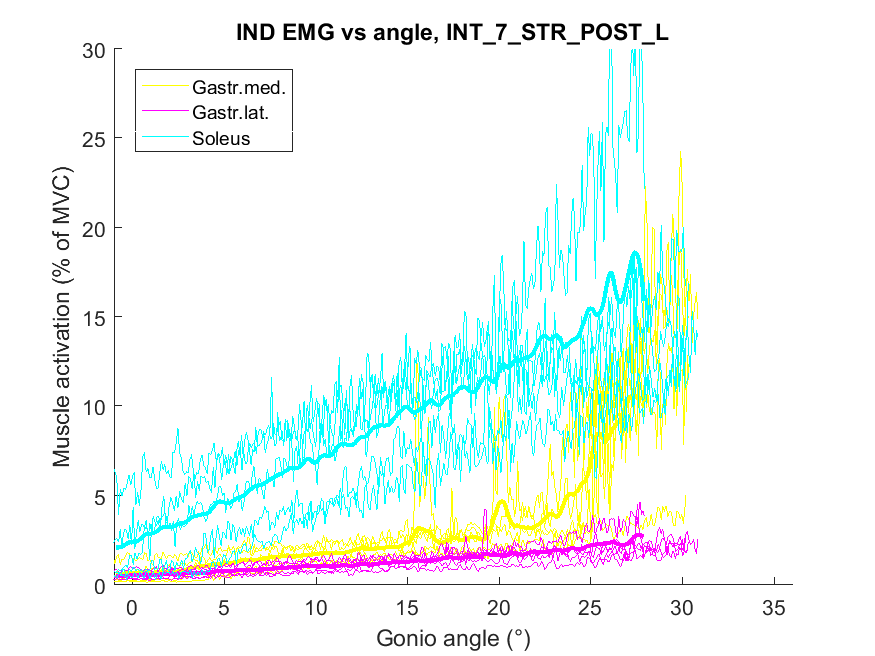 IND EMG vs angle, INT_7_STR_POST_L
30
25
20
15
10
5
0
Muscle activation (% of MVC)
Gastr.med.
Gastr.lat.
Soleus
0 5 10 15 20 25 30 35
Gonio angle (°)